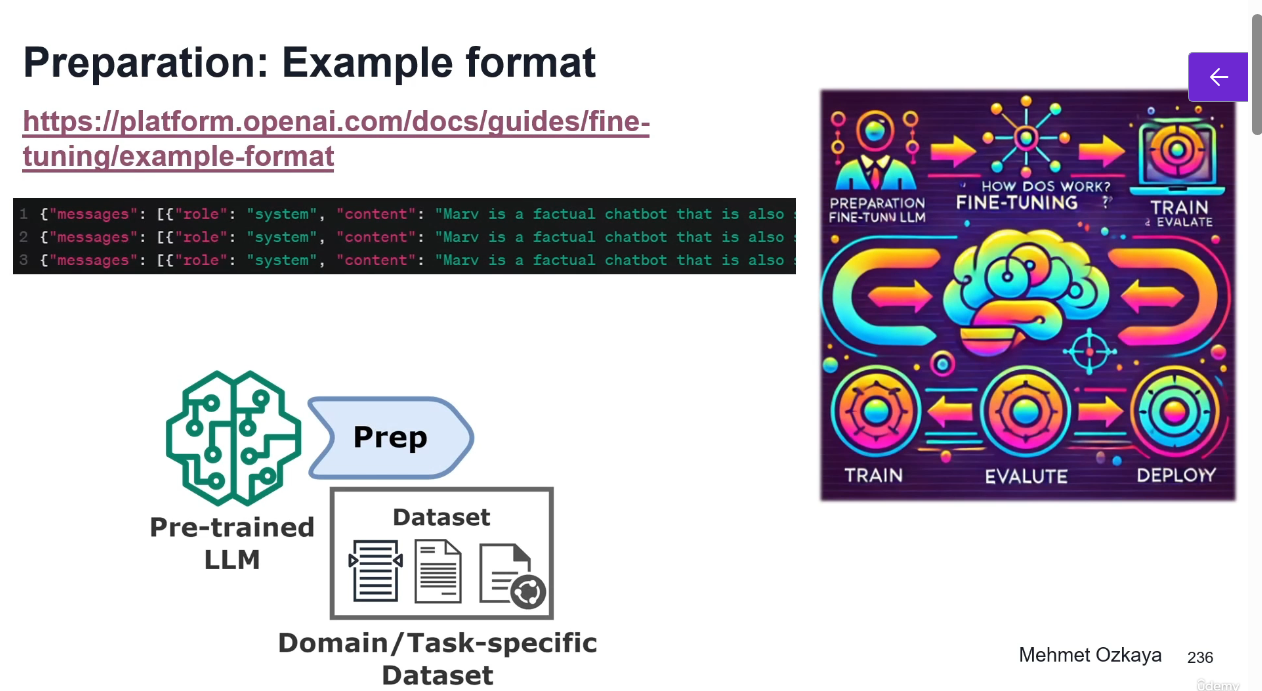 Preparation: Example format
https://platform.openai.com/docs/guides/fine-
tuning/example-format
1 {"messages": [{"role": "system", "content": "Marv is a factual chatbot that is also s
2 {"messages": [{"role": "system", "content": "Marv is a factual chatbot that is also s
3 {"messages": [{"role": "system", "content": "Marv is a factual chatbot that is also s
Prep
Pre-trained
LLM
Dataset
Domain/Task-specific
Dataset
PREPARATION
FINE-TUNN LLM
HOW DOS WORK?
FINE-TUNING ?
TRAIN
& EVALATE
TRAIN
EVALUTE
DEPLOYY
Mehmet Ozkaya
236
ûdemy